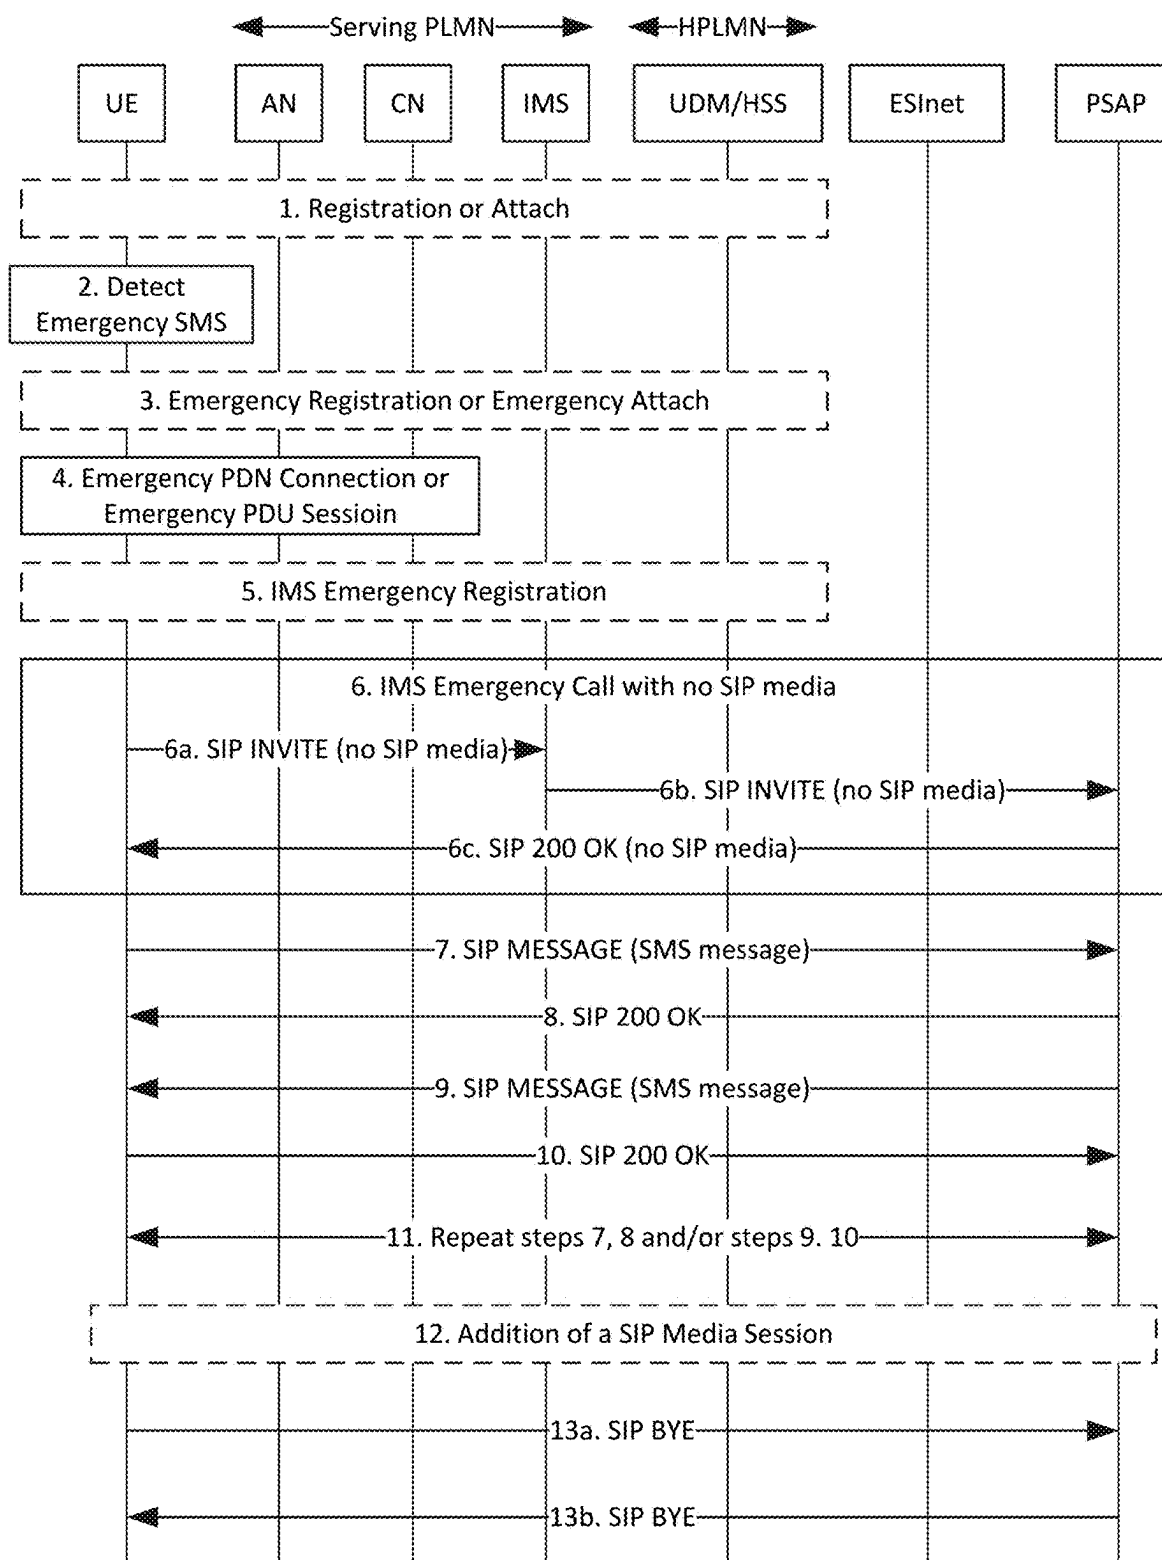 Serving PLMN
HPLMN
UE
AN
CN
IMS
UDM/HSS
ESInet
PSAP
1. Registration or Attach
2. Detect
Emergency SMS
3. Emergency Registration or Emergency Attach
4. Emergency PDN Connection or
Emergency PDU Sessioin
5. IMS Emergency Registration
6. IMS Emergency Call with no SIP media
6a. SIP INVITE (no SIP media)
6b. SIP INVITE (no SIP media)
6c. SIP 200 OK (no SIP media)
7. SIP MESSAGE (SMS message)
8. SIP 200 OK
9. SIP MESSAGE (SMS message)
10. SIP 200 OK
11. Repeat steps 7, 8 and/or steps 9. 10
12. Addition of a SIP Media Session
13a. SIP BYE
13b. SIP BYE